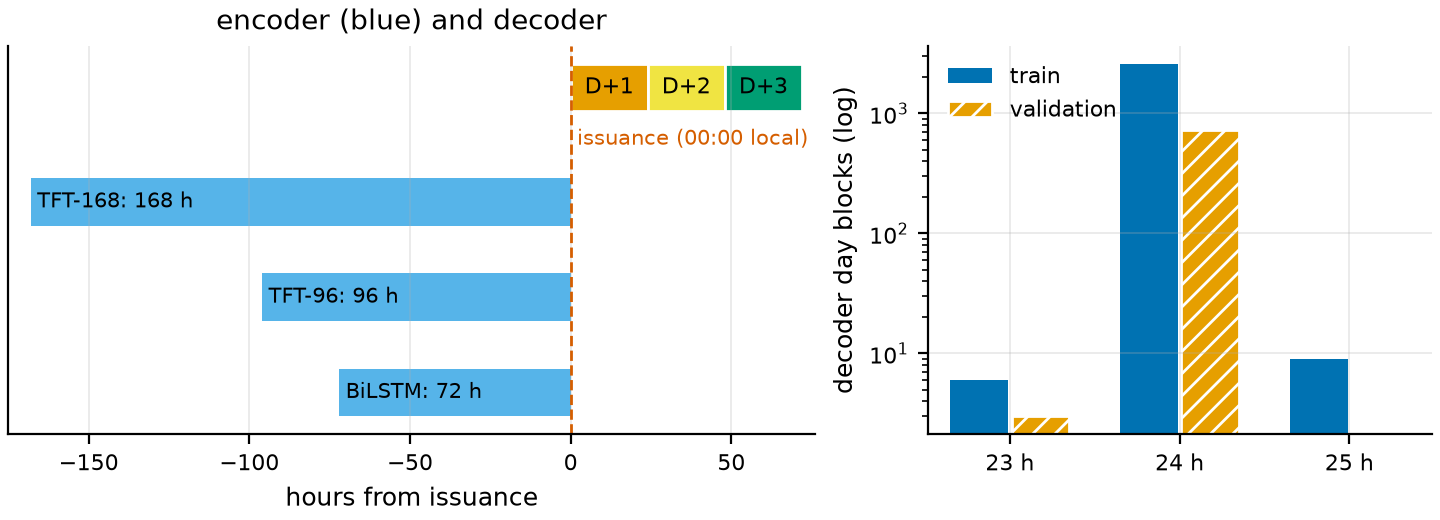 encoder (blue) and decoder
D+1 D+2 D+3
issuance (00:00 local)
TFT-168: 168 h
TFT-96: 96 h
BiLSTM: 72 h
−150 −100 −50 0 50
hours from issuance
decoder day blocks (log)
10³
10²
10¹
train
validation
23 h 24 h 25 h